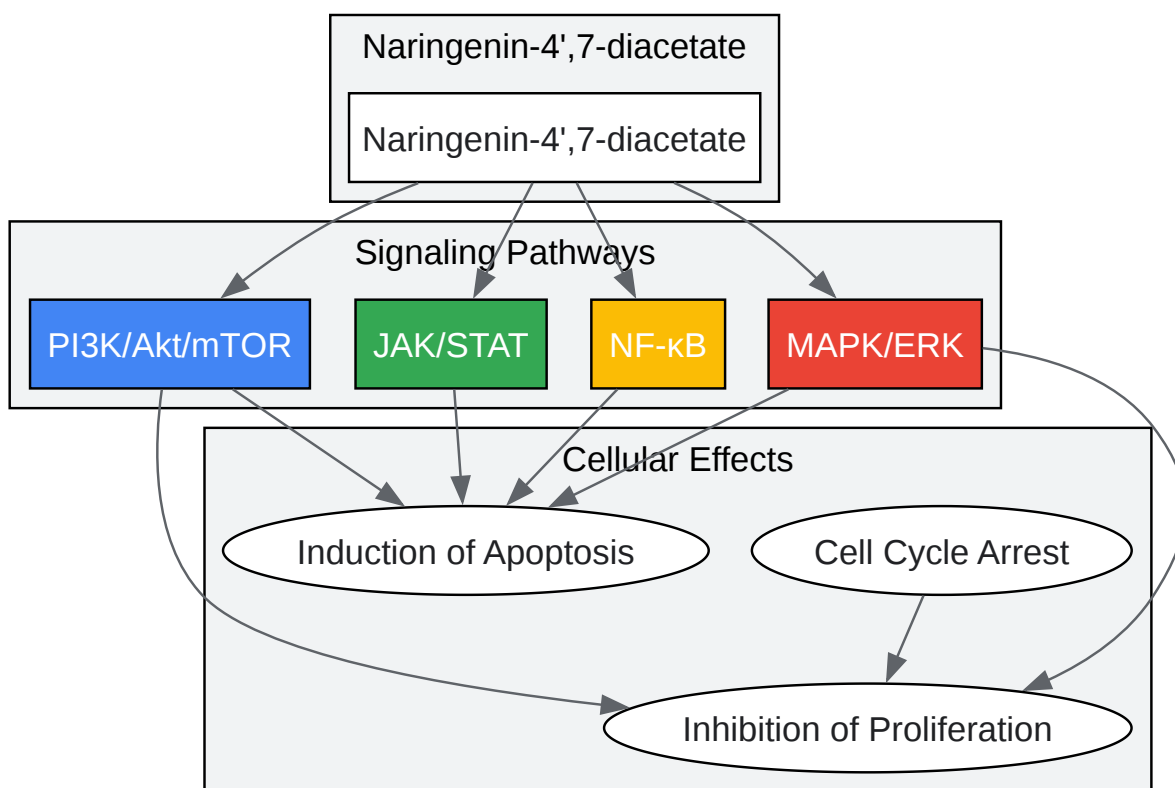 Naringenin-4',7-diacetate
Naringenin-4',7-diacetate
Signaling Pathways
PI3K/Akt/mTOR
JAK/STAT
NF-κB
MAPK/ERK
Cellular Effects
Induction of Apoptosis
Cell Cycle Arrest
Inhibition of Proliferation